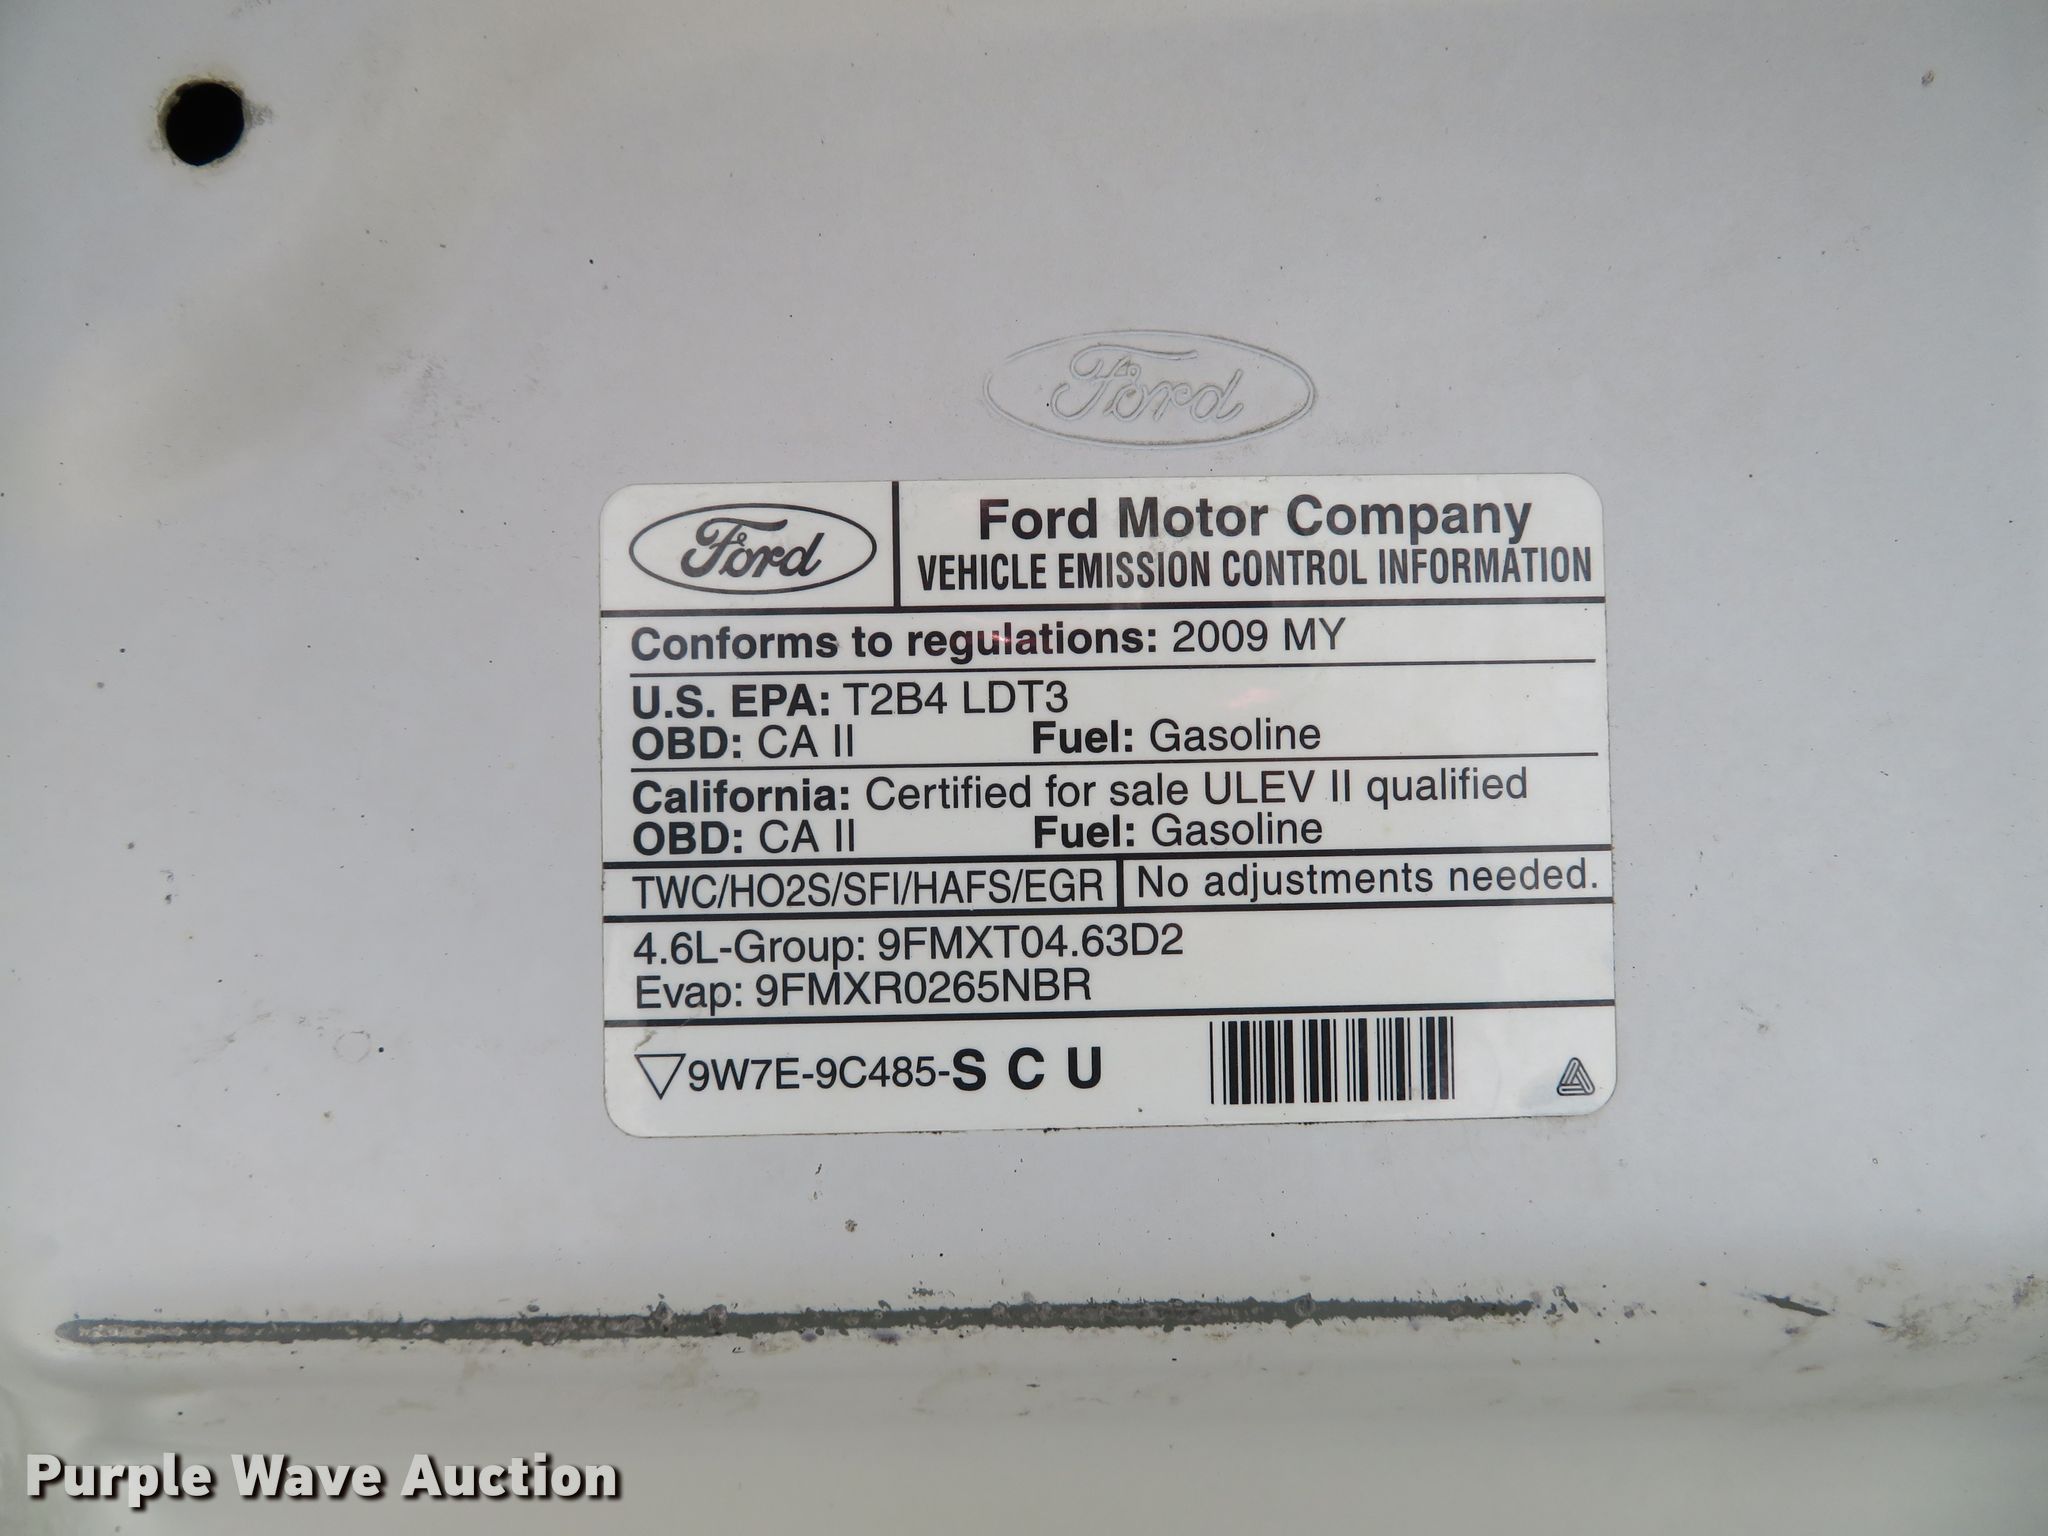 Ford
Ford
Ford Motor Company
VEHICLE EMISSION CONTROL INFORMATION
Conforms to regulations: 2009 MY
U.S. EPA: T2B4 LDT3
OBD: CA II Fuel: Gasoline
California: Certified for sale ULEV II qualified
OBD: CA II Fuel: Gasoline
TWC/HO2S/SFI/HAFS/EGR No adjustments needed.
4.6L-Group: 9FMXT04.63D2
Evap: 9FMXR0265NBR
9W7E-9C485-S C U
Purple Wave Auction